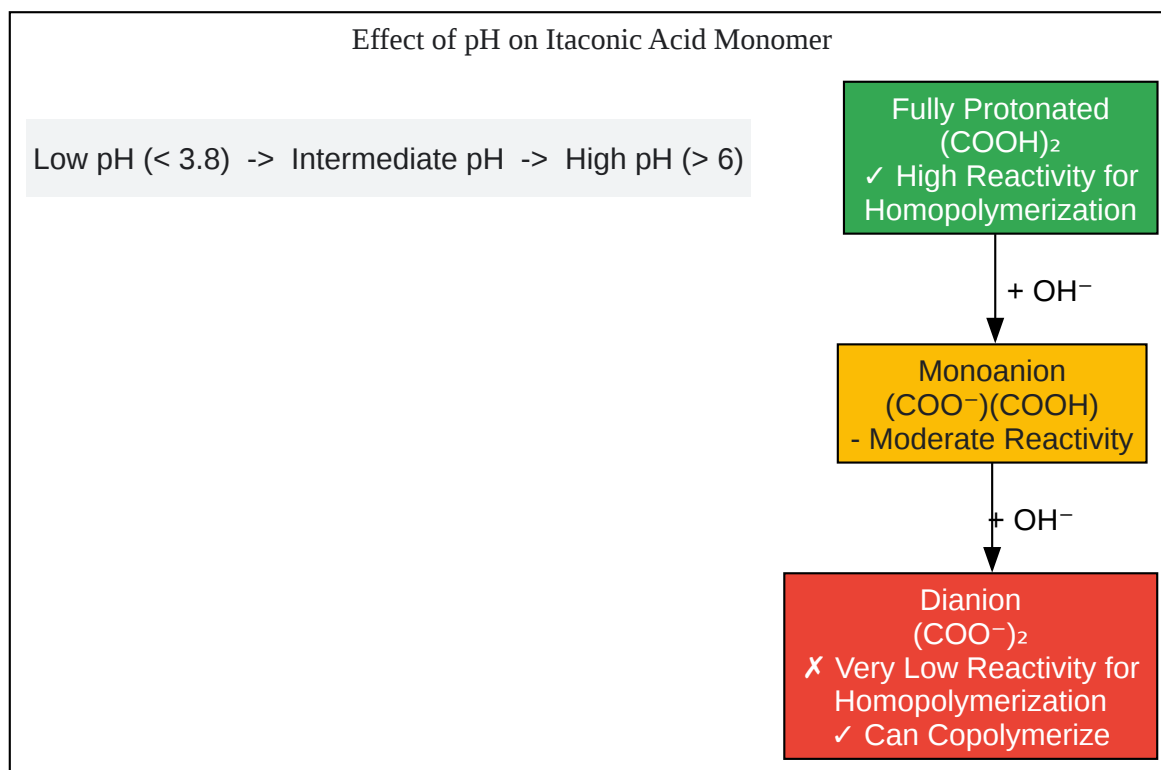 Effect of pH on Itaconic Acid Monomer
Low pH (< 3.8)  ->  Intermediate pH  ->  High pH (> 6)
Fully Protonated
(COOH)₂
✓ High Reactivity for
Homopolymerization
+ OH⁻
Monoanion
(COO⁻)(COOH)
- Moderate Reactivity
+ OH⁻
Dianion
(COO⁻)₂
✗ Very Low Reactivity for
Homopolymerization
✓ Can Copolymerize